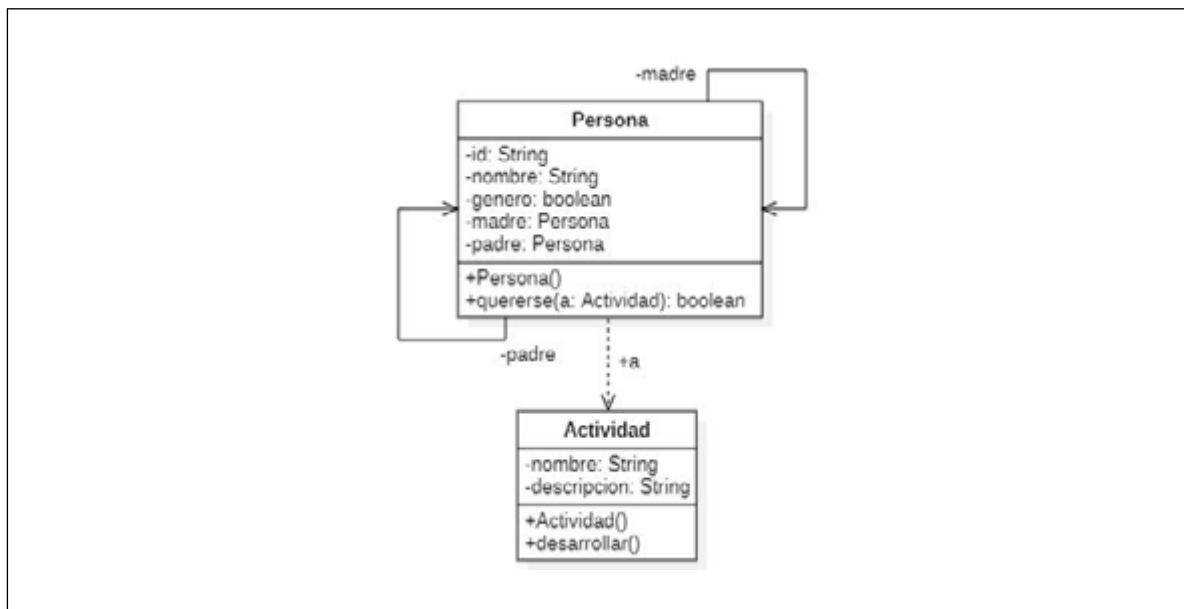 -madre
Persona
-id: String
-nombre: String
-genero: boolean
-madre: Persona
-padre: Persona
+Persona()
+quererse(a: Actividad): boolean
-padre
+a
Actividad
-nombre: String
-descripcion: String
+Actividad()
+desarrollar()